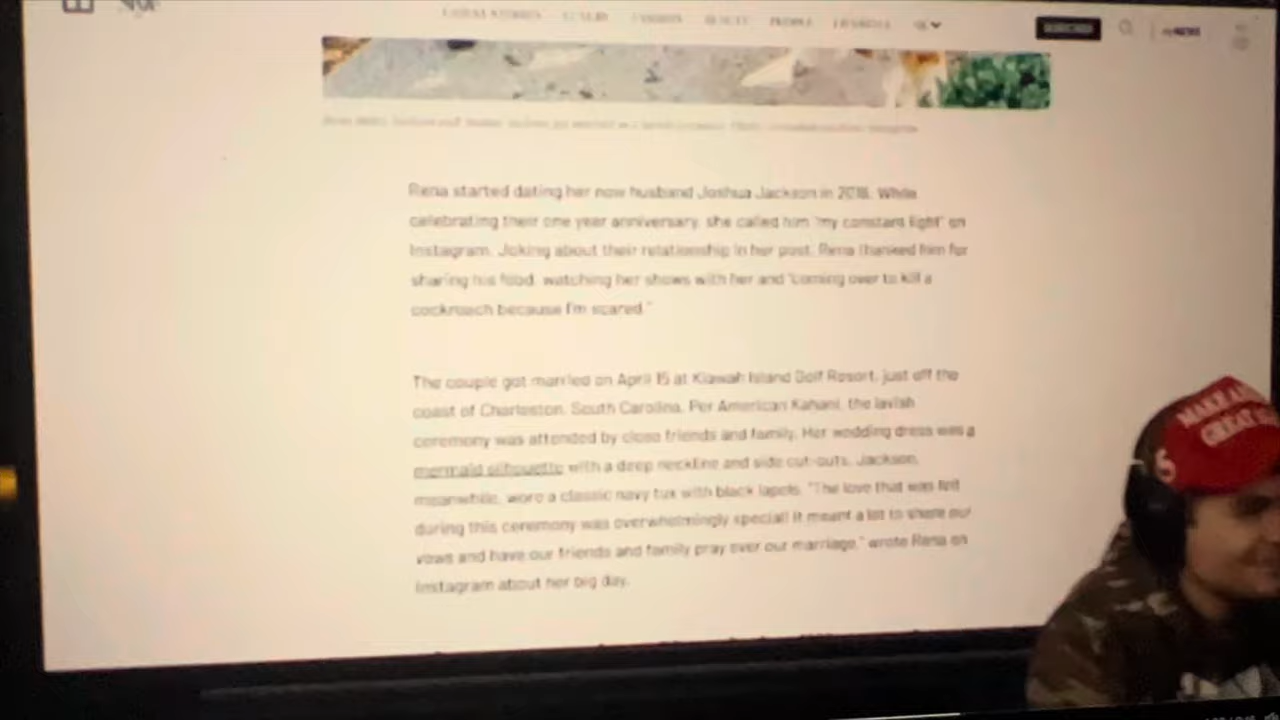 PEOPLE
Rena started dating her now husband Joshua Jackson in 2018. While
celebrating their one year anniversary, she called him "my constant light" on
Instagram. Joking about their relationship in her post, Rena thanked him for
sharing his food, watching her shows with her and "coming over to kill a
cockroach because I'm scared."
The couple got married on April 15 at Kiawah Island Golf Resort, just off the
coast of Charleston, South Carolina. Per American Kahani, the lavish
ceremony was attended by close friends and family. Her wedding dress was a
mermaid silhouette with a deep neckline and side cut-outs. Jackson,
meanwhile, wore a classic navy tux with black lapels. "The love that was felt
during this ceremony was overwhelmingly special! It meant a lot to share our
vows and have our friends and family pray over our marriage," wrote Rena on
Instagram about her big day.
MAKE AM
GREAT